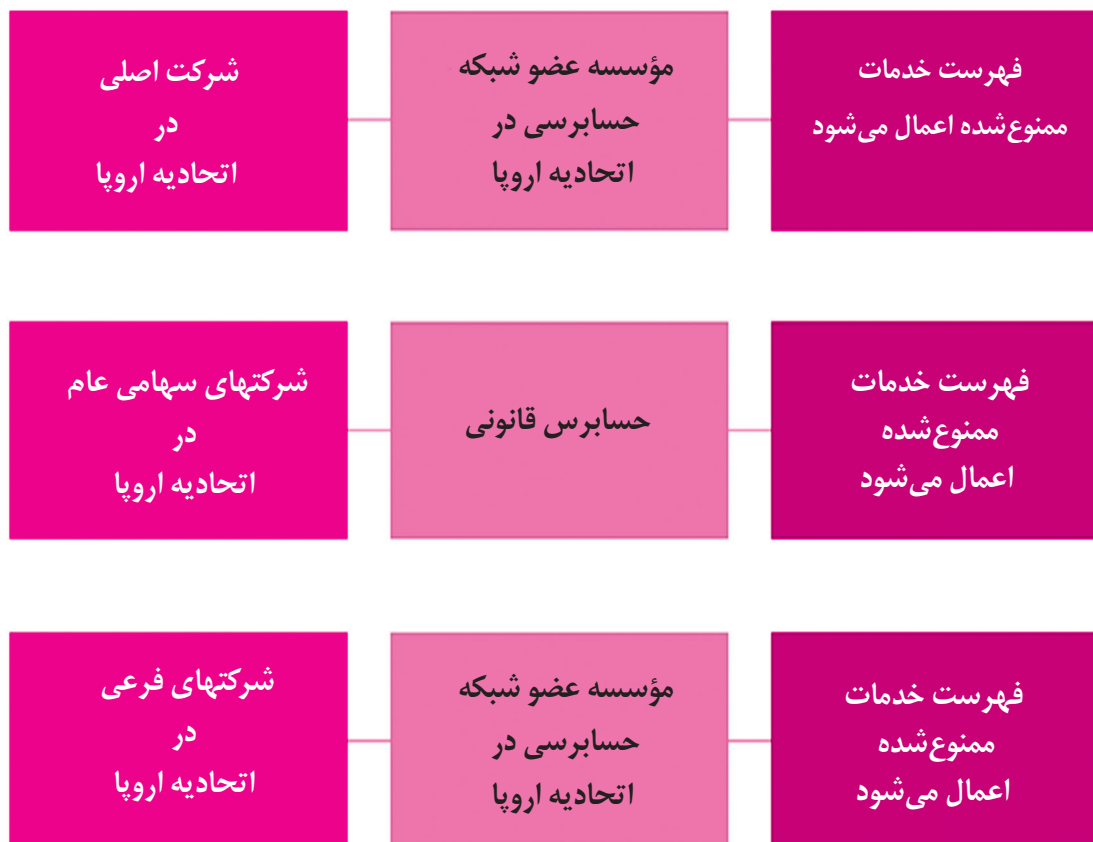 شرکت اصلی
در
اتحادیه اروپا
مؤسسه عضو شبکه
حسابرسی در
اتحادیه اروپا
فهرست خدمات
ممنوع‌شده اعمال می‌شود
شرکتهای سهامی عام
در
اتحادیه اروپا
حسابرس قانونی
فهرست خدمات
ممنوع‌شده
اعمال می‌شود
شرکتهای فرعی
در
اتحادیه اروپا
مؤسسه عضو شبکه
حسابرسی در
اتحادیه اروپا
فهرست خدمات
ممنوع‌شده
اعمال می‌شود